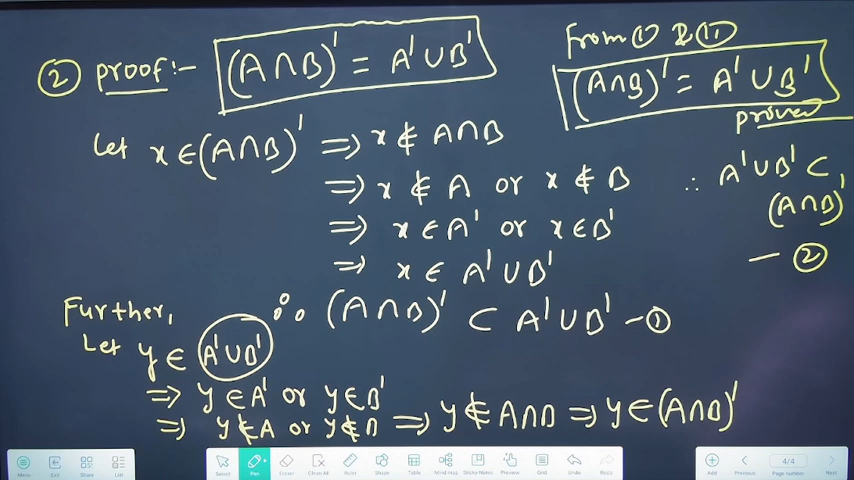 ② proof:- (A∩B)' = A'∪B'
Let x∈(A∩B)' ⇒ x∉A∩B
⇒ x∉A or x∉B
⇒ x∈A' or x∈B'
⇒ x∈A'∪B'
∴ (A∩B)' ⊂ A'∪B' –①
Further,
Let y∈ A'∪B'
⇒ y∈A' or y∈B'
⇒ y∉A or y∉B ⇒ y∉A∩B ⇒ y∈(A∩B)'
∴ A'∪B' ⊂
(A∩B)'
— ②
From ① & ⑪
(A∩B)' = A'∪B'
proved
Menu Exit Share List Select Pen Eraser Clean All Ruler Shape Table Mind map Sticky Notes Preview Grid Undo Redo Add Previous 4/4 Page number Next Menu